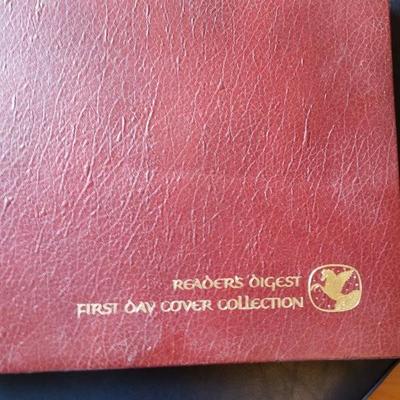 READER'S DIGEST
FIRST DAY COVER COLLECTION